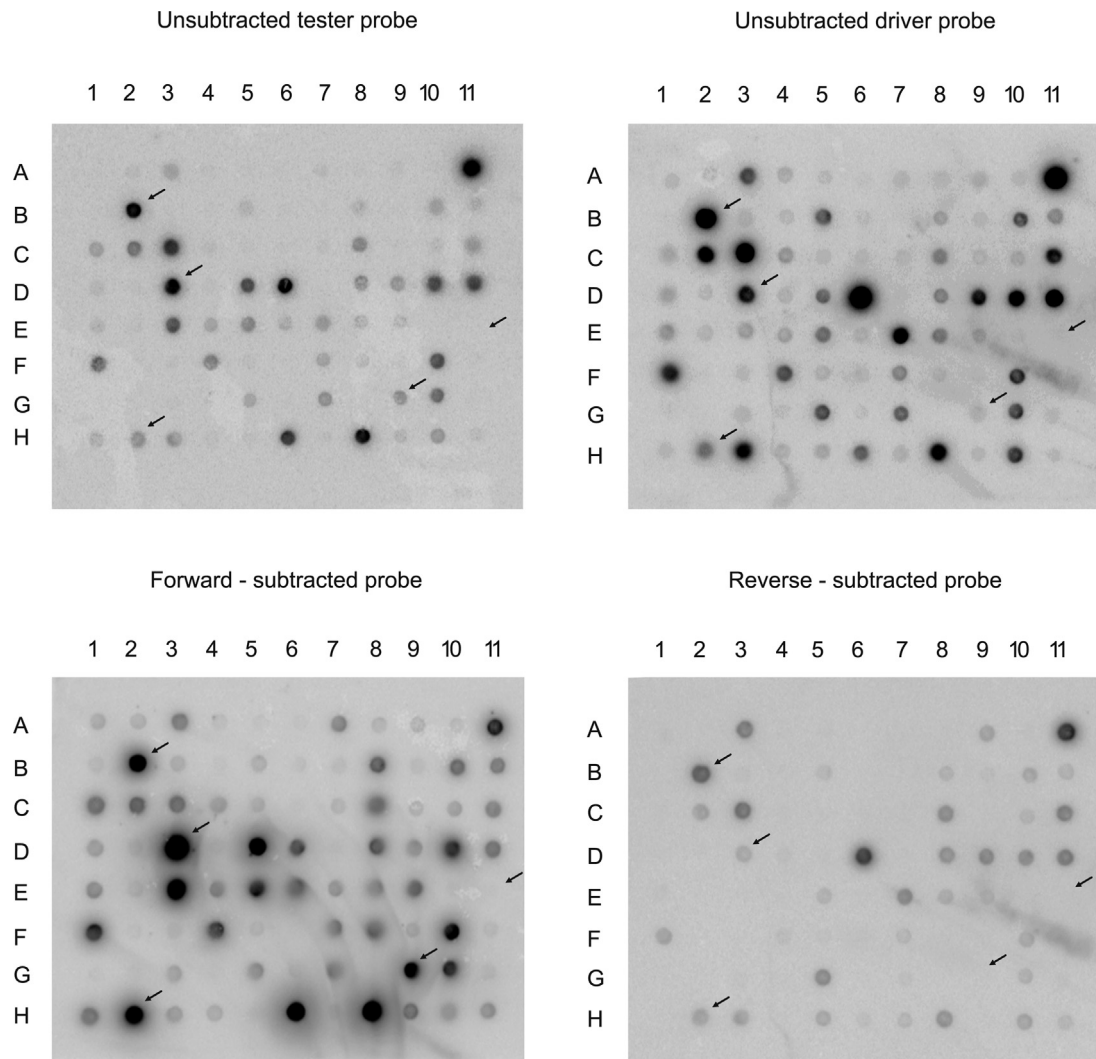 Unsubtracted tester probe
1 2 3 4 5 6 7 8 9 10 11
A
B
C
D
E
F
G
H
Unsubtracted driver probe
1 2 3 4 5 6 7 8 9 10 11
A
B
C
D
E
F
G
H
Forward - subtracted probe
1 2 3 4 5 6 7 8 9 10 11
A
B
C
D
E
F
G
H
Reverse - subtracted probe
1 2 3 4 5 6 7 8 9 10 11
A
B
C
D
E
F
G
H